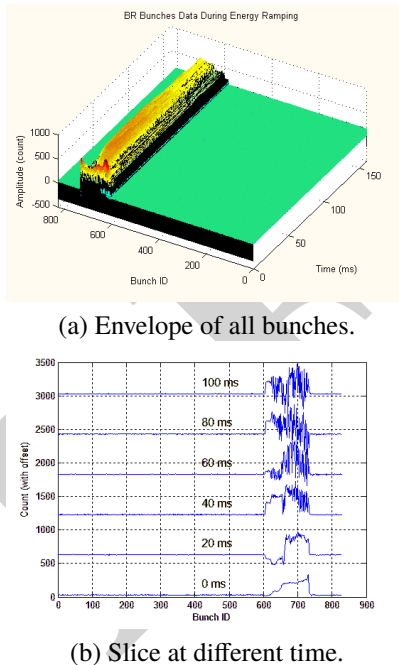 BR Bunches Data During Energy Ramping
Amplitude (count)
1000
500
0
-500
800
600
400
200
0
Bunch ID
0
50
100
150
Time (ms)
(a) Envelope of all bunches.
Count (with offset)
3500
3000
2500
2000
1500
1000
500
0
100 ms
80 ms
60 ms
40 ms
20 ms
0 ms
0 100 200 300 400 500 600 700 800 900
Bunch ID
(b) Slice at different time.